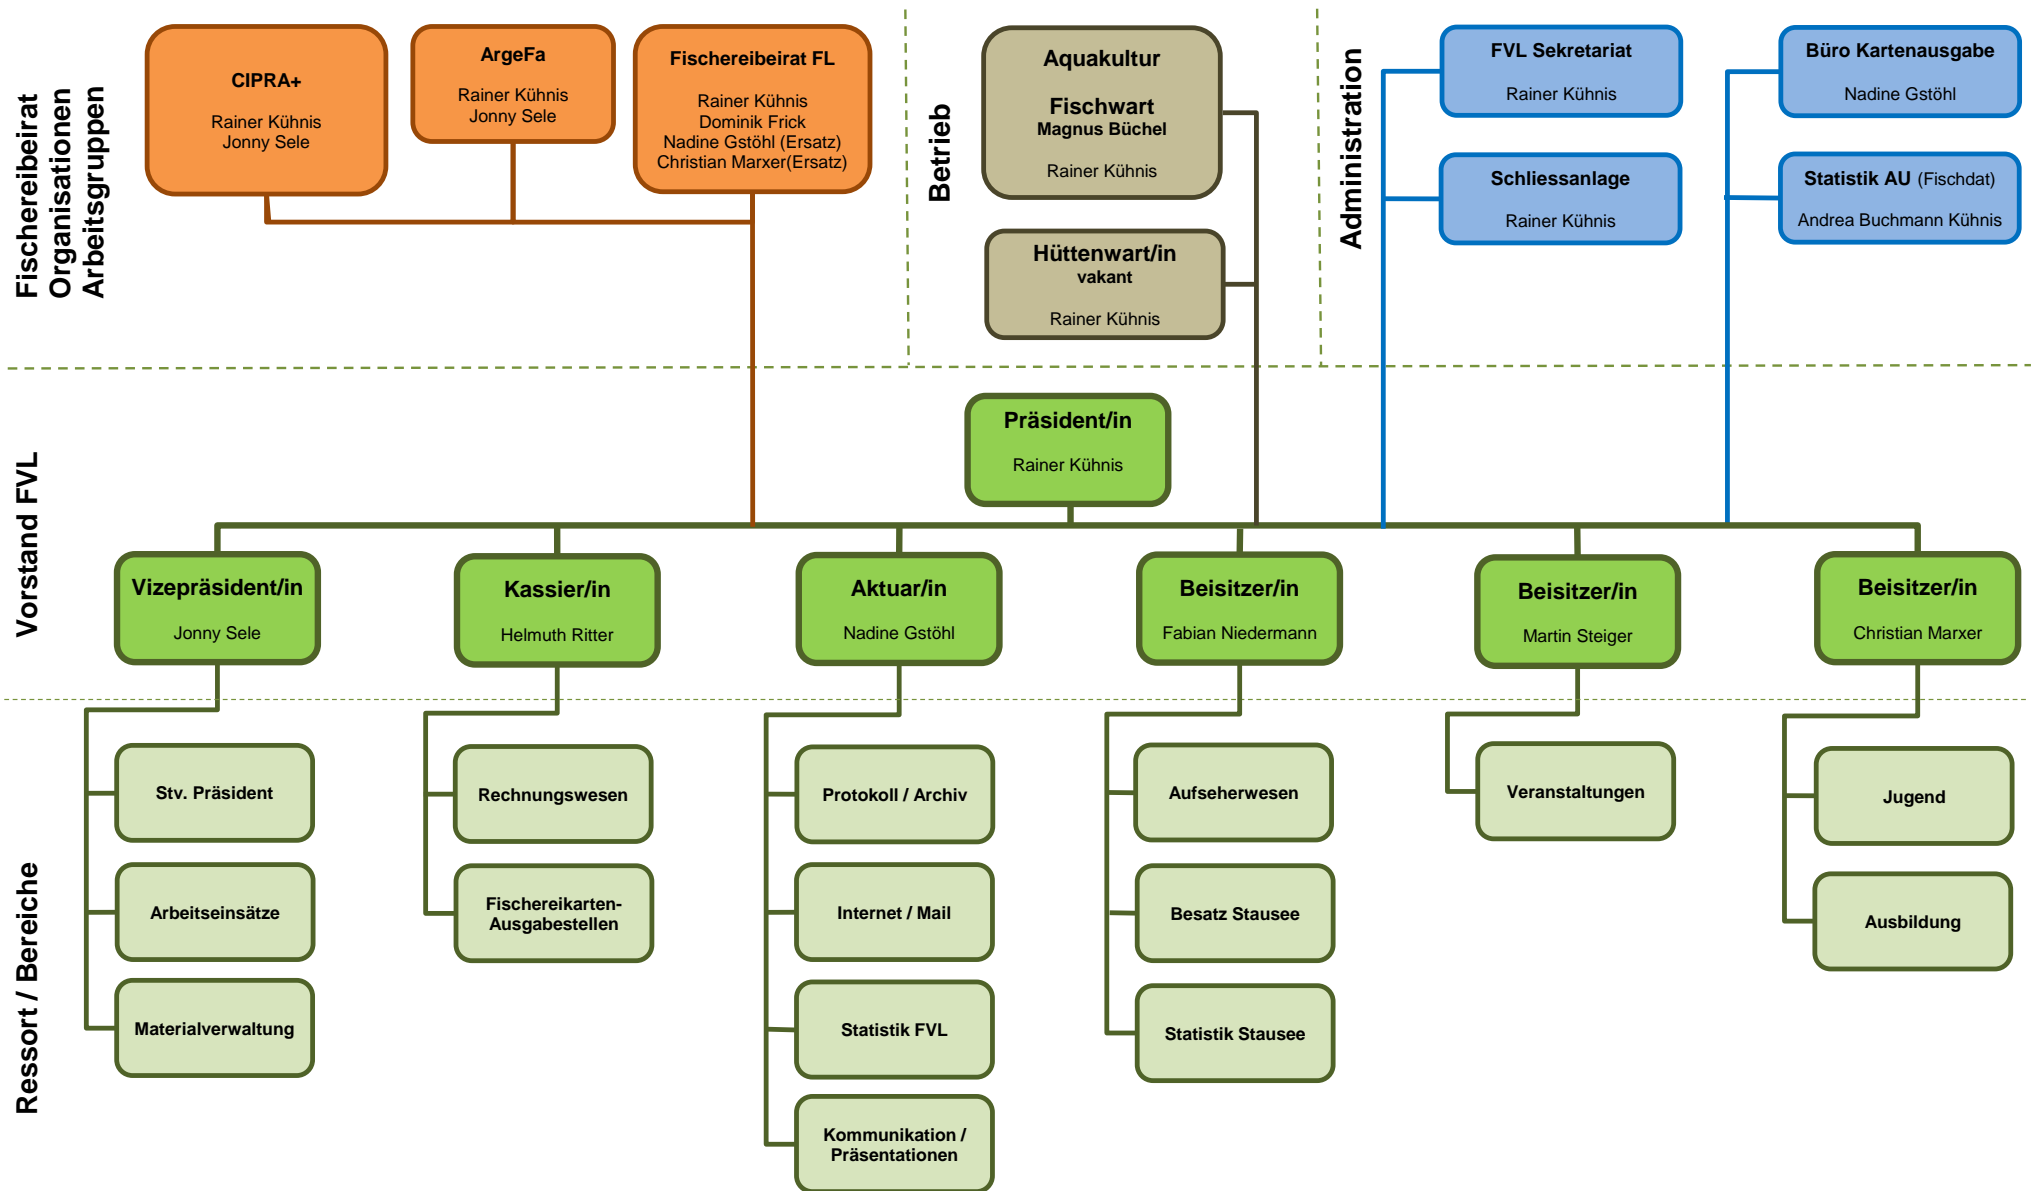 Fischereibeirat
Organisationen
Arbeitsgruppen
CIPRA+
Rainer Kühnis
Jonny Sele
ArgeFa
Rainer Kühnis
Jonny Sele
Fischereibeirat FL
Rainer Kühnis
Dominik Frick
Nadine Gstöhl (Ersatz)
Christian Marxer(Ersatz)
Betrieb
Aquakultur
Fischwart
Magnus Büchel
Rainer Kühnis
Hüttenwart/in
vakant
Rainer Kühnis
Administration
FVL Sekretariat
Rainer Kühnis
Büro Kartenausgabe
Nadine Gstöhl
Schliessanlage
Rainer Kühnis
Statistik AU (Fischdat)
Andrea Buchmann Kühnis
Vorstand FVL
Präsident/in
Rainer Kühnis
Vizepräsident/in
Jonny Sele
Kassier/in
Helmuth Ritter
Aktuar/in
Nadine Gstöhl
Beisitzer/in
Fabian Niedermann
Beisitzer/in
Martin Steiger
Beisitzer/in
Christian Marxer
Ressort / Bereiche
Stv. Präsident
Arbeitseinsätze
Materialverwaltung
Rechnungswesen
Fischereikarten-
Ausgabestellen
Protokoll / Archiv
Internet / Mail
Statistik FVL
Kommunikation /
Präsentationen
Aufseherwesen
Besatz Stausee
Statistik Stausee
Veranstaltungen
Jugend
Ausbildung